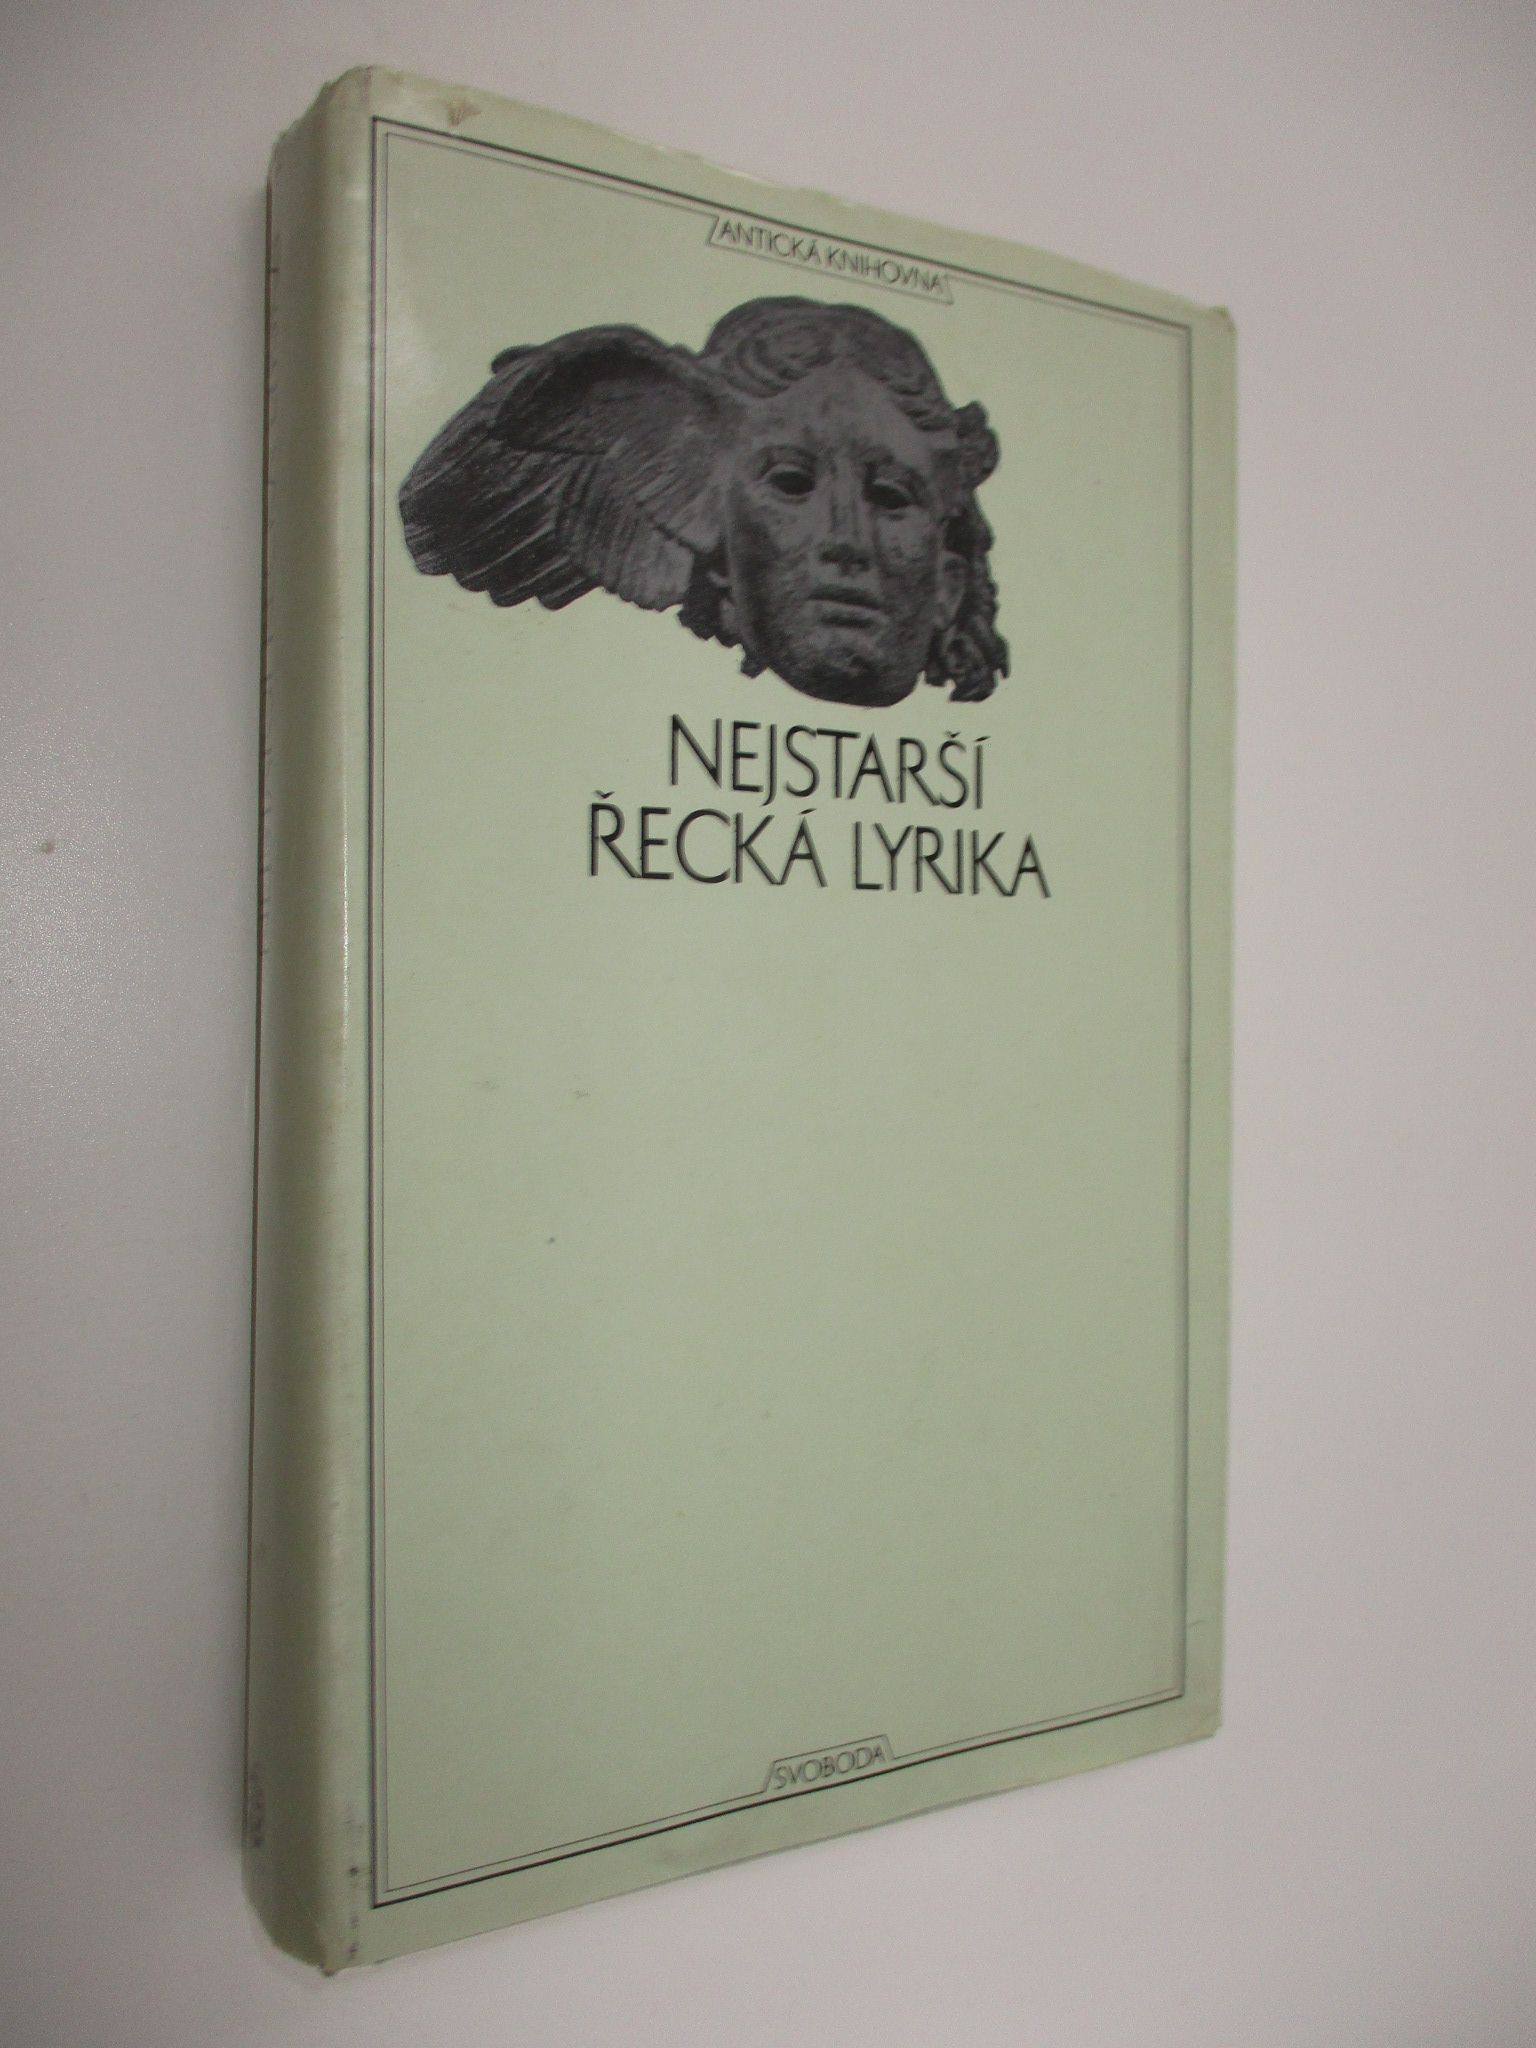 ANTICKÁ KNIHOVNA
NEJSTARŠÍ
ŘECKÁ LYRIKA
SVOBODA